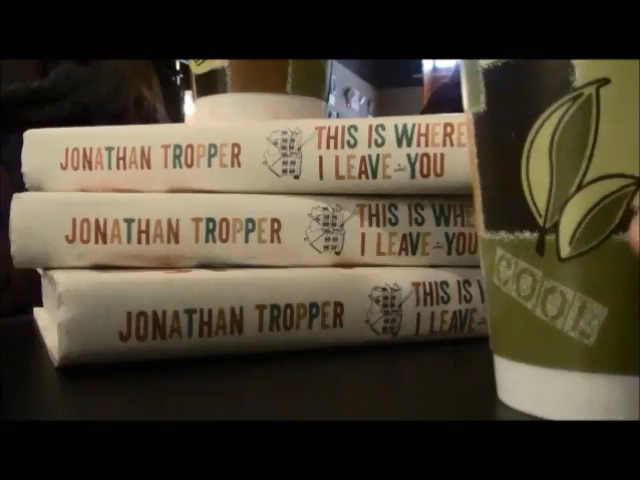 JONATHAN TROPPER THIS IS WHERE
I LEAVE YOU
JONATHAN TROPPER THIS IS WHE
I LEAVE YOU
JONATHAN TROPPER THIS IS
I LEAVE
COOL